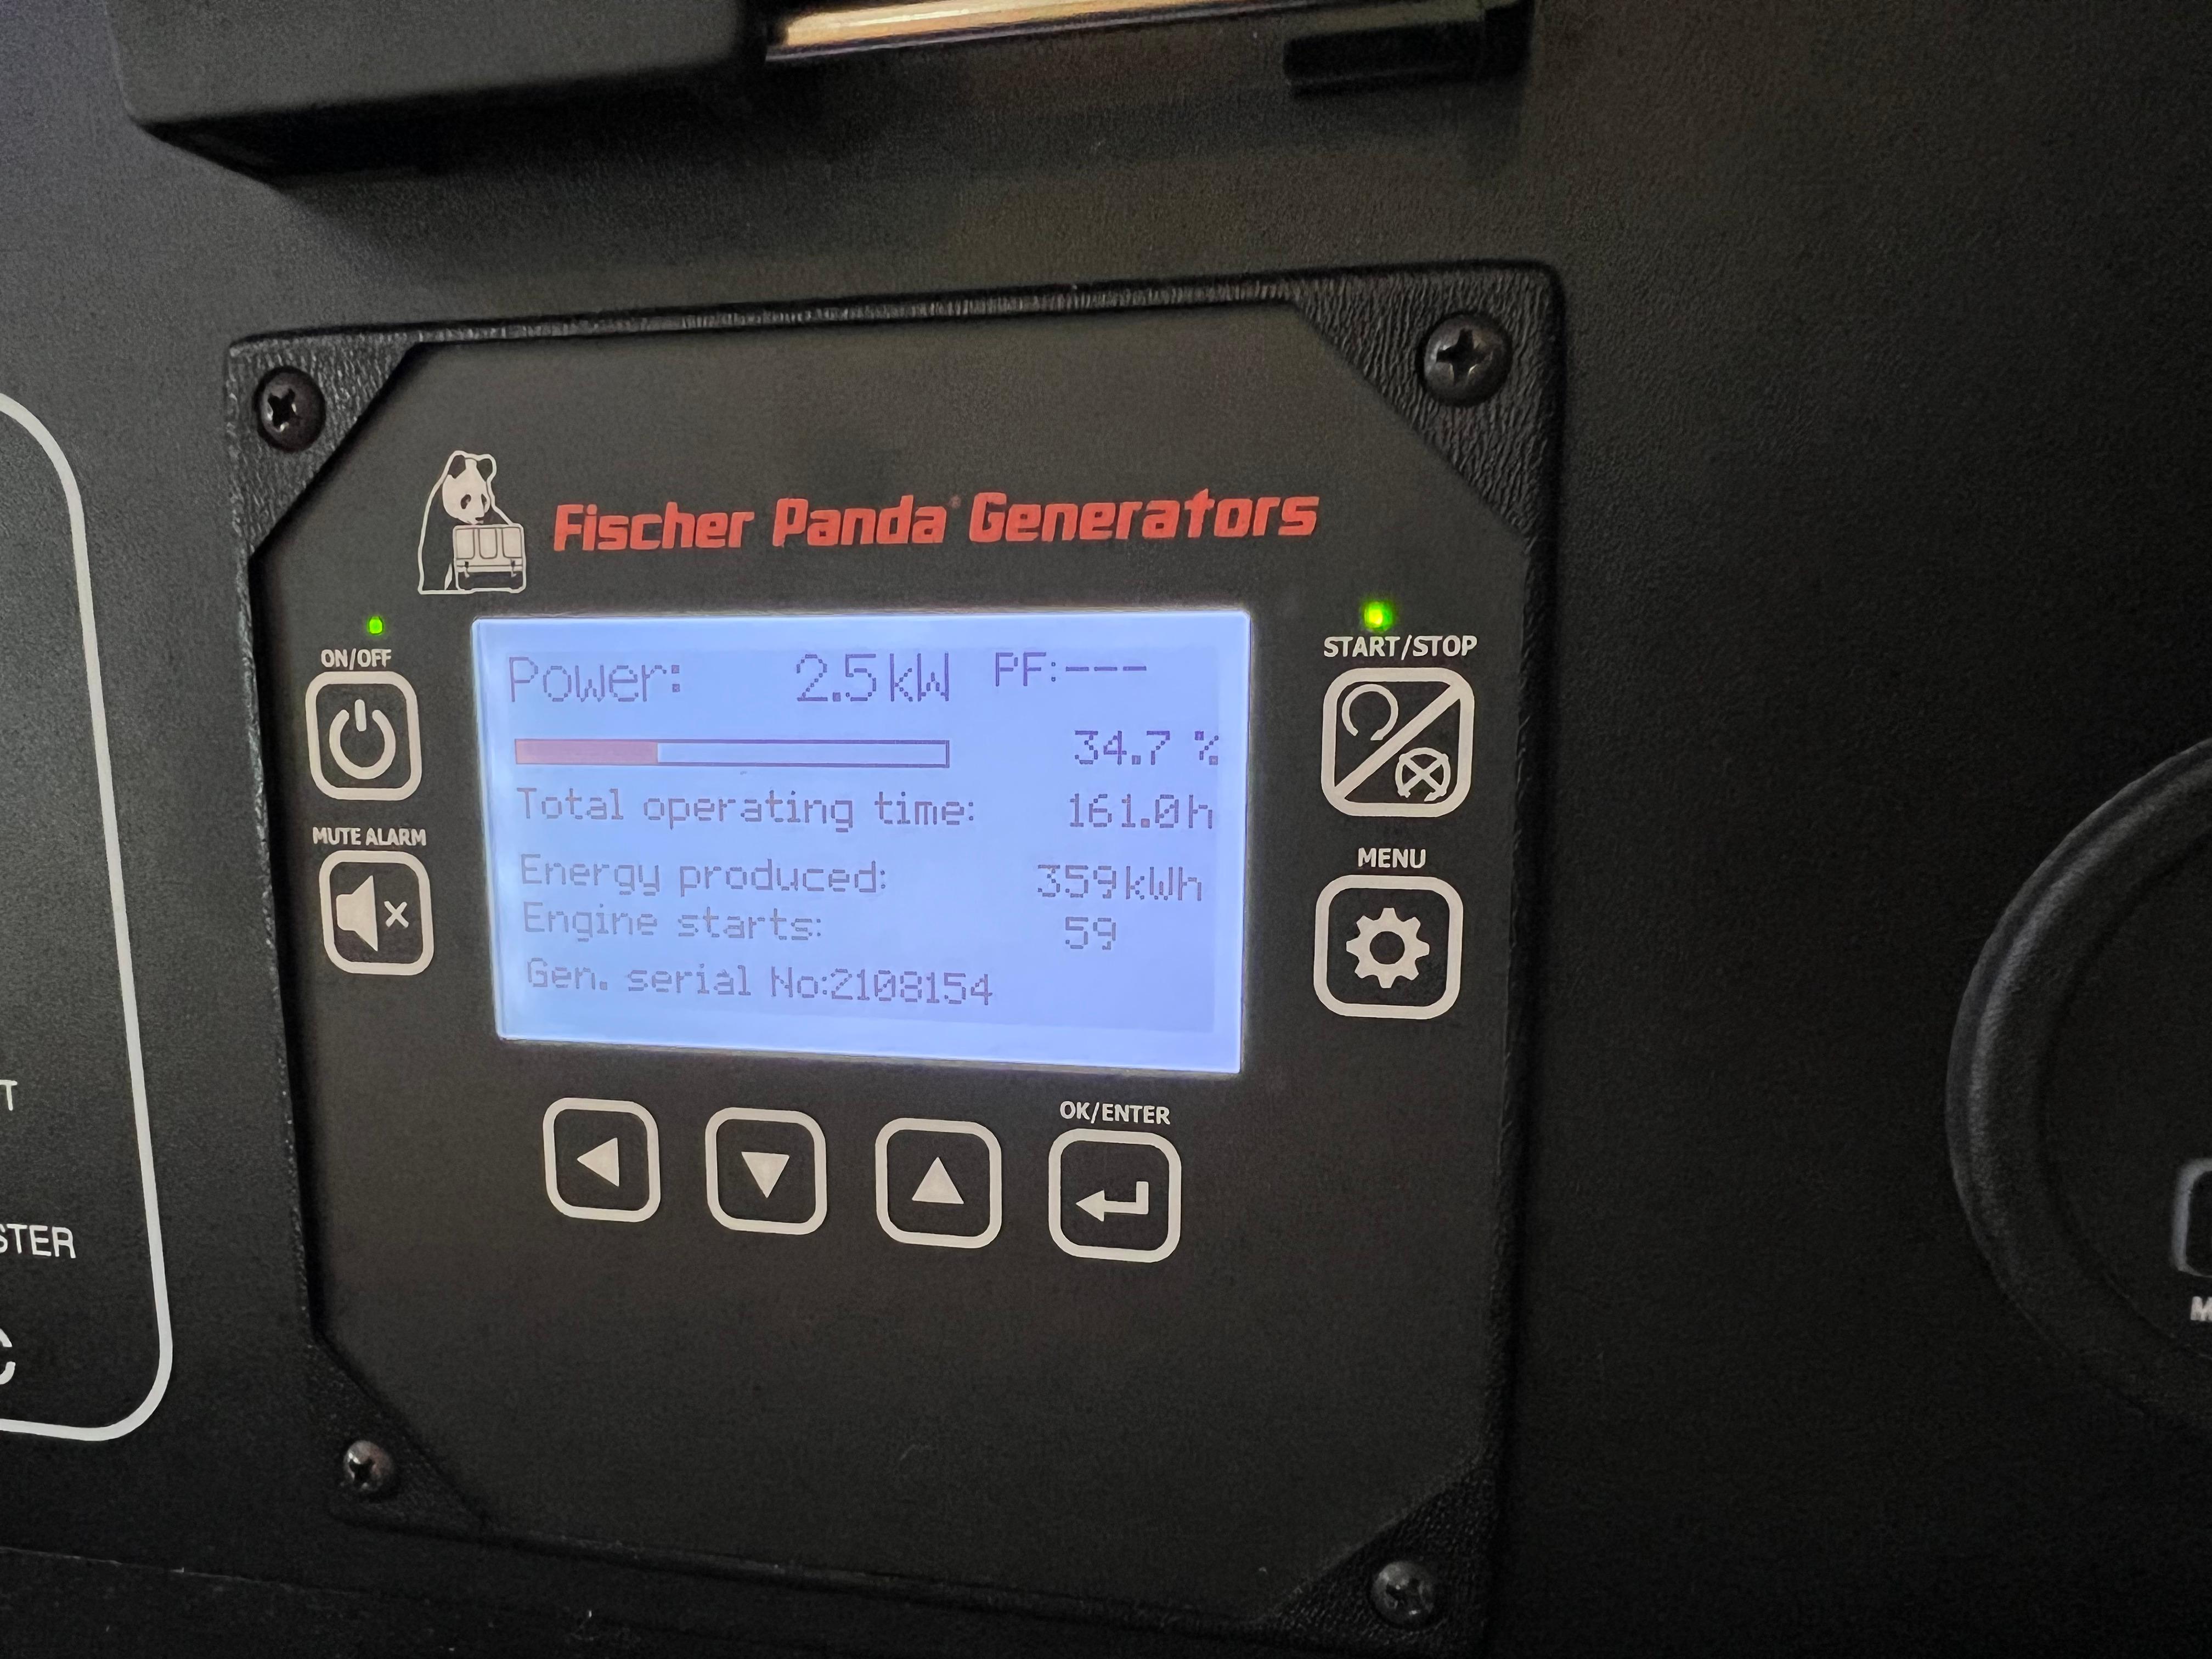 Fischer Panda® Generators
ON/OFF
START/STOP
Power: 2.5kW PF:---
34.7 %
MUTE ALARM
Total operating time: 161.0h
MENU
Energy produced: 359kWh
Engine starts: 59
Gen. serial No:2108154
OK/ENTER
STER